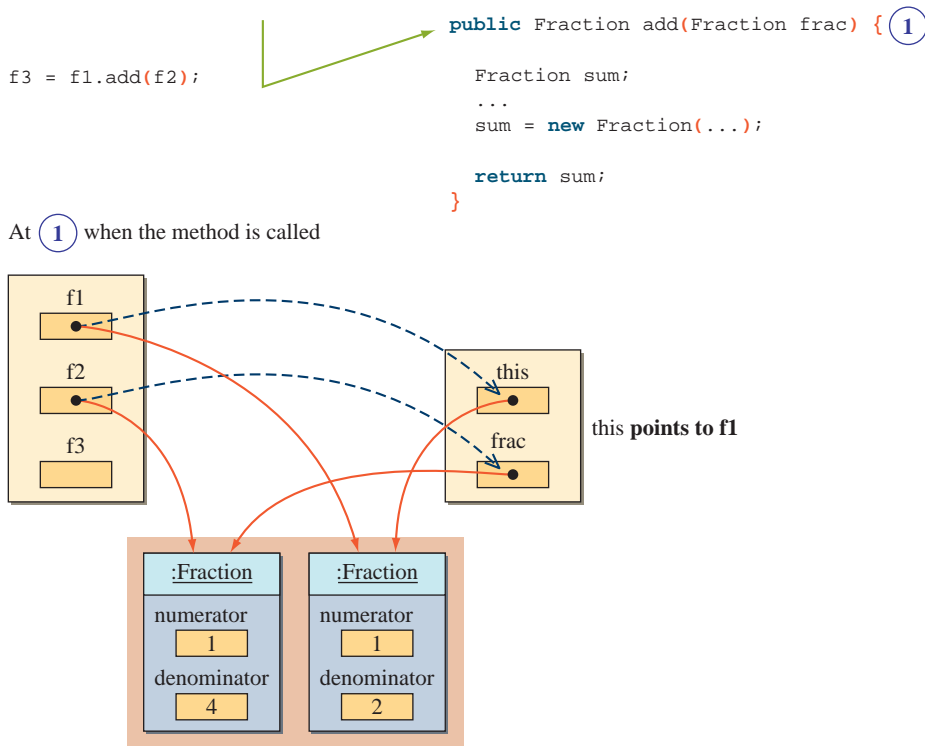 public Fraction add(Fraction frac) { 1
f3 = f1.add(f2);
Fraction sum;
...
sum = new Fraction(...);
return sum;
}
At 1 when the method is called
f1
f2
f3
this
frac
this points to f1
:Fraction
numerator
1
denominator
4
:Fraction
numerator
1
denominator
2